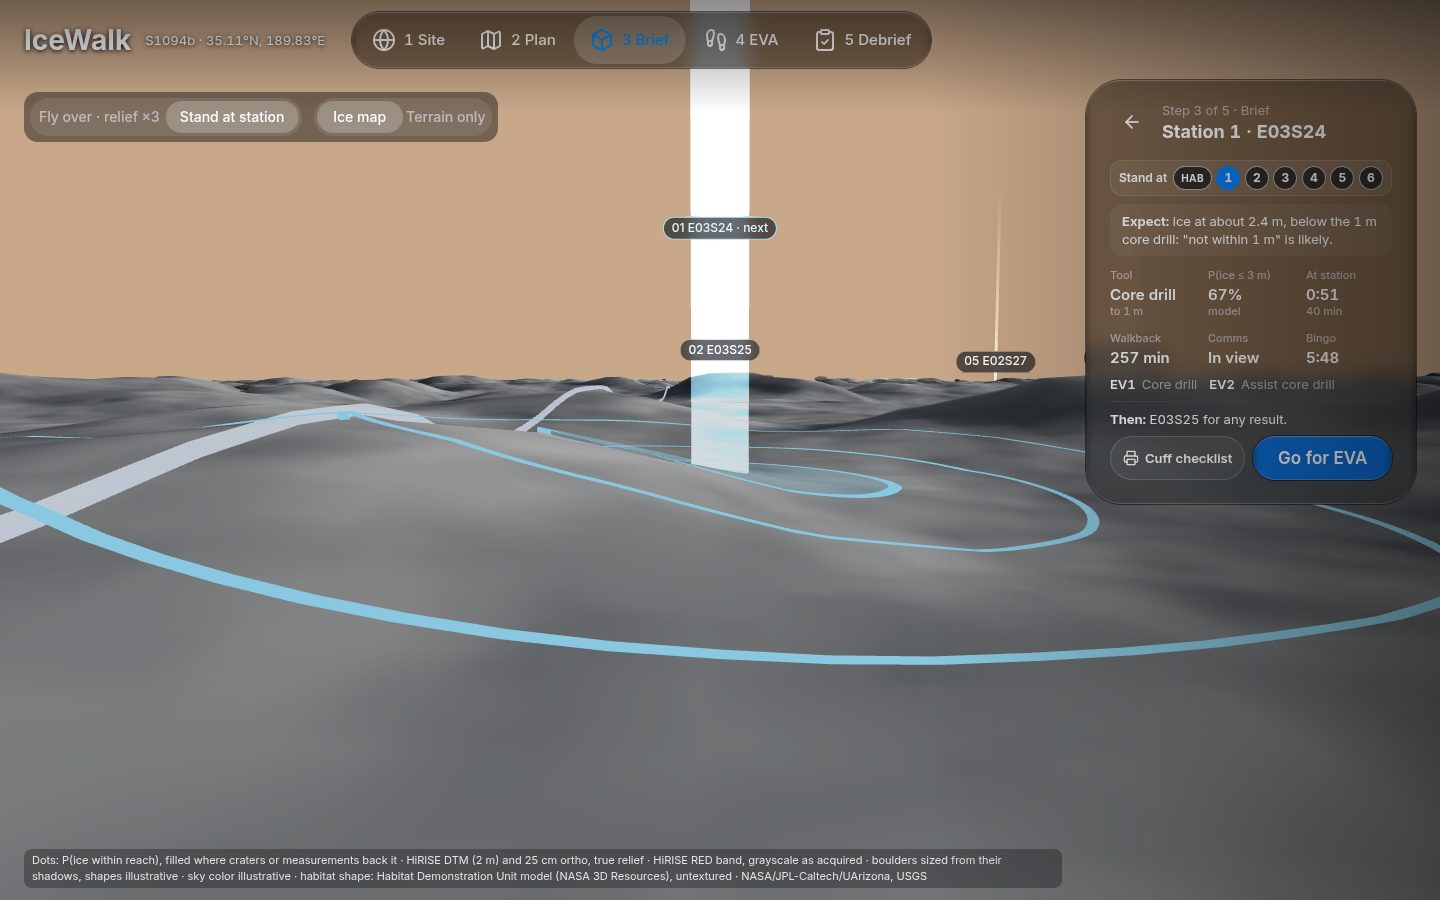 IceWalk
S1094b · 35.11°N, 189.83°E
1 Site
2 Plan
3 Brief
4 EVA
5 Debrief
Fly over · relief ×3
Stand at station
Ice map
Terrain only
01 E03S24 · next
02 E03S25
05 E02S27
Step 3 of 5 · Brief
Station 1 · E03S24
Stand at HAB 1 2 3 4 5 6
Expect: ice at about 2.4 m, below the 1 m
core drill: "not within 1 m" is likely.
Tool P(ice ≤ 3 m) At station
Core drill 67% 0:51
to 1 m model 40 min
Walkback Comms Bingo
257 min In view 5:48
EV1 Core drill EV2 Assist core drill
Then: E03S25 for any result.
Cuff checklist
Go for EVA
Dots: P(ice within reach), filled where craters or measurements back it · HiRISE DTM (2 m) and 25 cm ortho, true relief · HiRISE RED band, grayscale as acquired · boulders sized from their
shadows, shapes illustrative · sky color illustrative · habitat shape: Habitat Demonstration Unit model (NASA 3D Resources), untextured · NASA/JPL-Caltech/UArizona, USGS